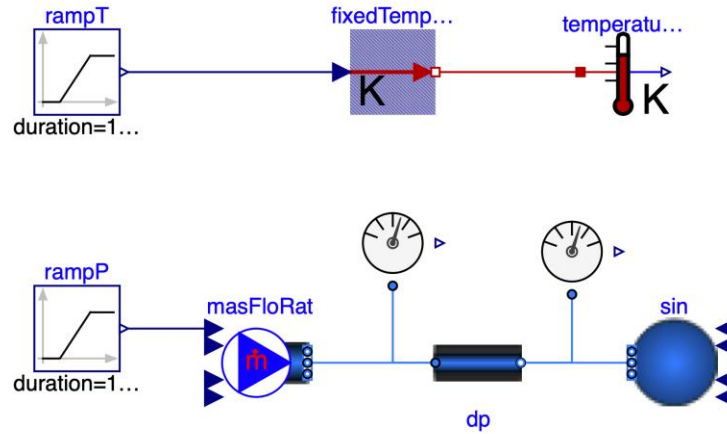 rampT
fixedTemp…
temperatu…
K
K
duration=1…
rampP
masFloRat
sin
ṁ
duration=1…
dp